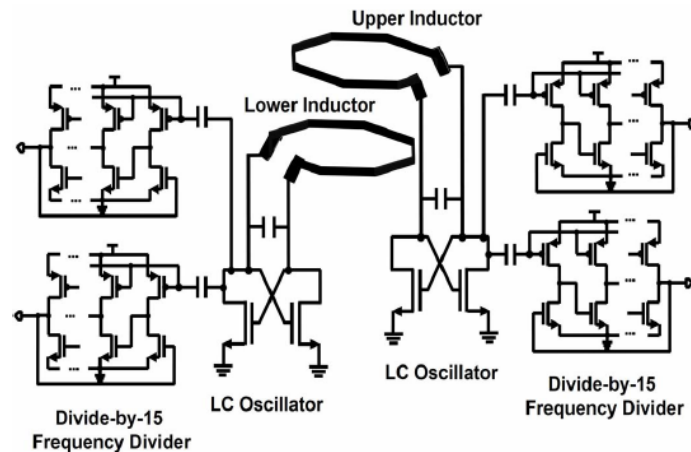 Upper Inductor
Lower Inductor
LC Oscillator
LC Oscillator
Divide-by-15
Frequency Divider
Divide-by-15
Frequency Divider